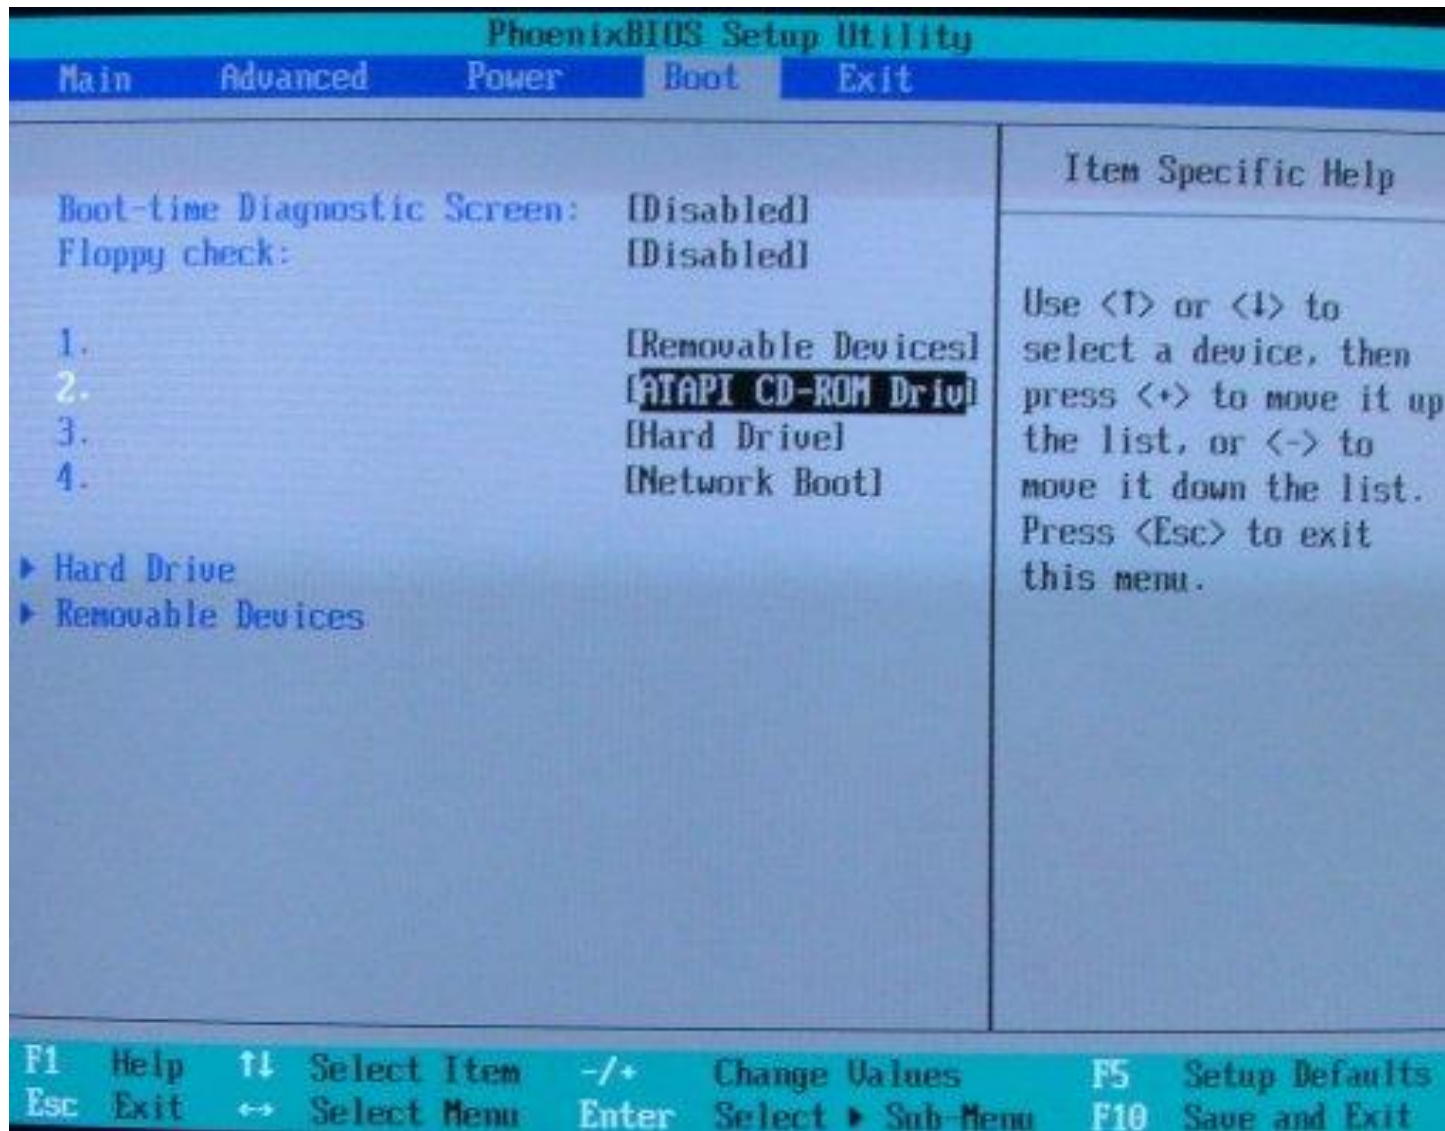 PhoenixBIOS Setup Utility
Main Advanced Power Boot Exit
Boot-time Diagnostic Screen: [Disabled]
Floppy check: [Disabled]
1. [Removable Devices]
2. [ATAPI CD-ROM Driv]
3. [Hard Drive]
4. [Network Boot]
▶ Hard Drive
▶ Removable Devices
Item Specific Help
Use <↑> or <↓> to
select a device, then
press <+> to move it up
the list, or <-> to
move it down the list.
Press <Esc> to exit
this menu.
F1 Help ↑↓ Select Item -/+ Change Values F5 Setup Defaults
Esc Exit ↔ Select Menu Enter Select ▶ Sub-Menu F10 Save and Exit